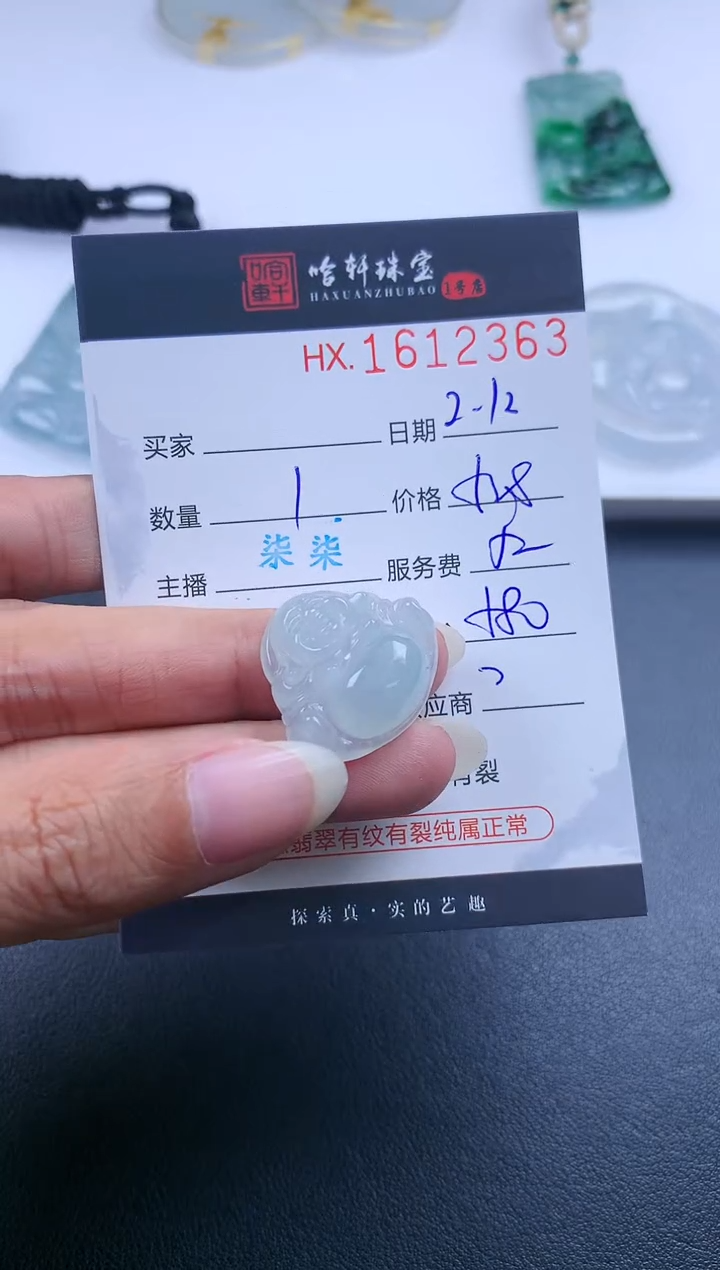 哈轩
哈轩珠宝
HAXUANZHUBAO 1号店
HX.1612363
买家 日期 2-12
数量 1 价格
主播 柒柒 服务费
应商
有裂
翡翠有纹有裂纯属正常
探索真·实的艺趣